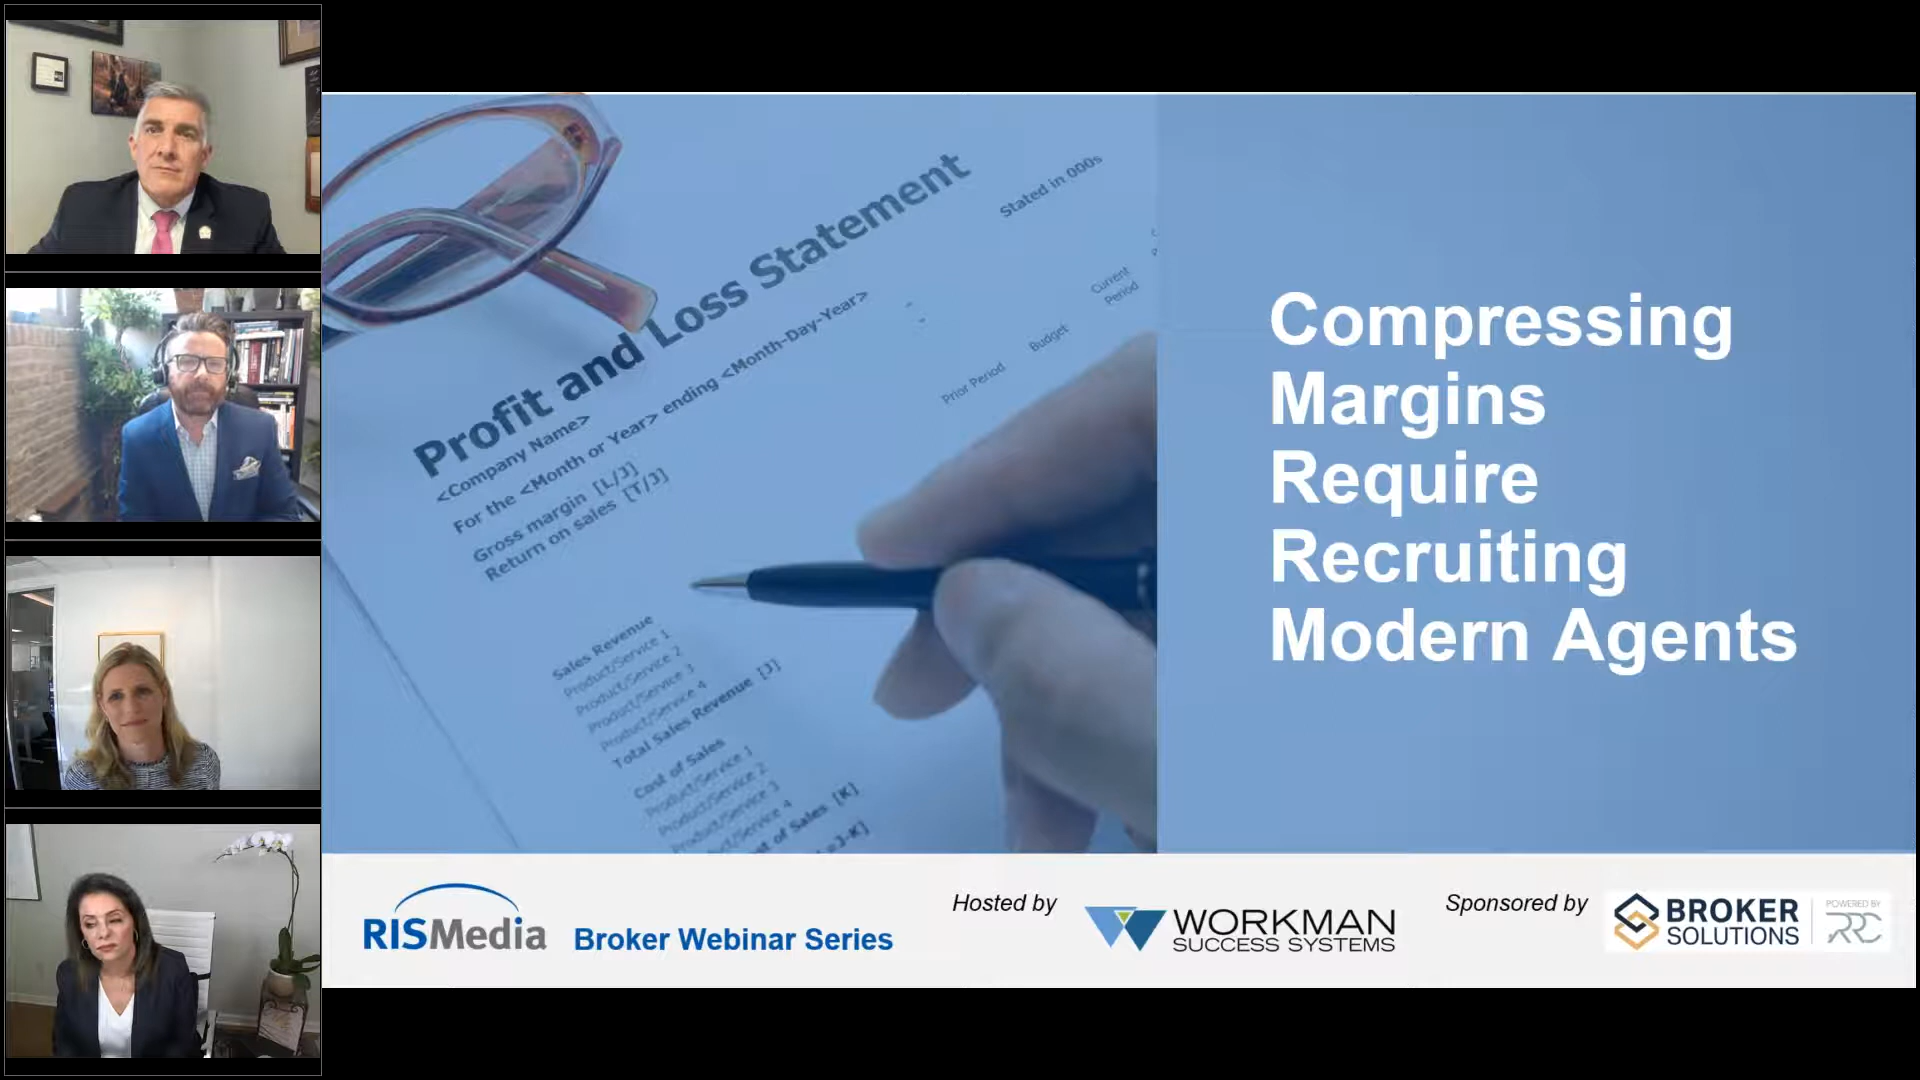 Profit and Loss Statement
Stated in 000s
<Company Name>
For the <Month or Year> ending <Month-Day-Year>
Gross margin [L/J]
Return on sales [T/J]
Prior Period
Budget
Current
Period
Sales Revenue
Product/Service 1
Product/Service 2
Product/Service 3
Product/Service 4
Total Sales Revenue [J]
Cost of Sales
Product/Service 1
Product/Service 2
Product/Service 3
Product/Service 4
of Sales [K]
Compressing
Margins
Require
Recruiting
Modern Agents
RISMedia Broker Webinar Series
Hosted by
WORKMAN
SUCCESS SYSTEMS
Sponsored by
BROKER
SOLUTIONS
POWERED BY
RRC